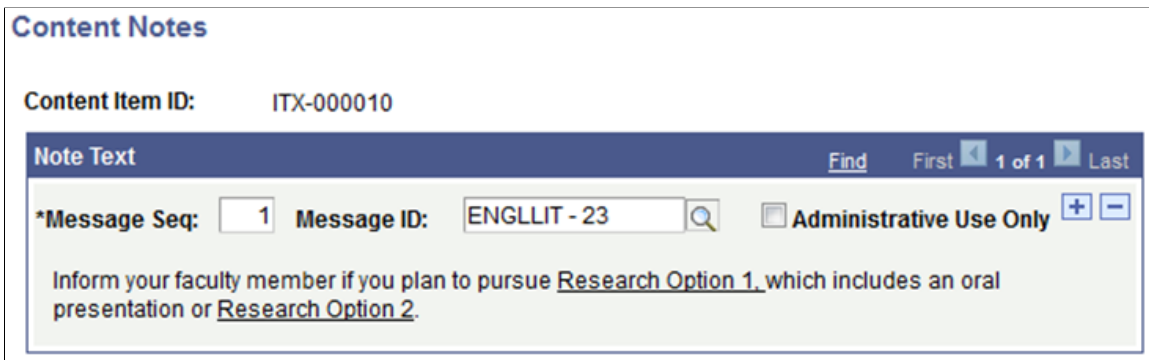 Content Notes
Content Item ID: ITX-000010
Note Text Find First 1 of 1 Last
*Message Seq: 1 Message ID: ENGLLIT - 23 Administrative Use Only
Inform your faculty member if you plan to pursue Research Option 1, which includes an oral
presentation or Research Option 2.